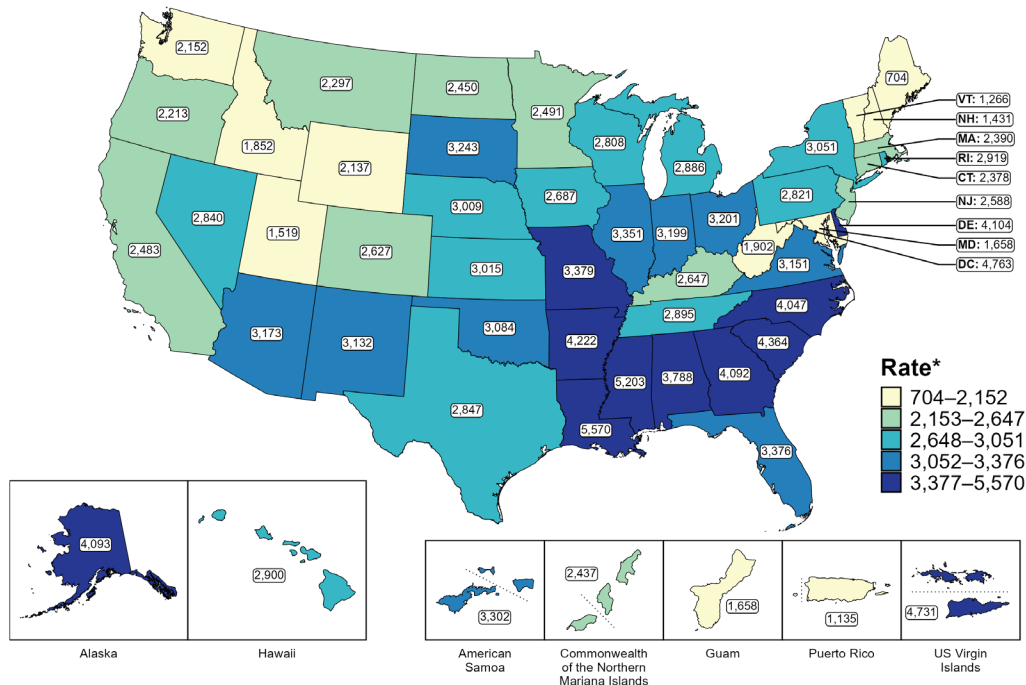 2,152
2,297
2,450
2,491
2,213
1,852
2,137
3,243
2,808
2,886
3,051
704
VT: 1,266
NH: 1,431
MA: 2,390
RI: 2,919
CT: 2,378
NJ: 2,588
DE: 4,104
MD: 1,658
DC: 4,763
2,483
2,840
1,519
2,627
3,009
2,687
3,351
3,199
3,201
2,821
1,902
3,151
3,015
3,379
2,647
2,895
4,047
3,173
3,132
3,084
4,222
4,364
2,847
5,203
3,788
4,092
5,570
3,376
Rate*
704–2,152
2,153–2,647
2,648–3,051
3,052–3,376
3,377–5,570
4,093
2,900
3,302
2,437
1,658
1,135
4,731
Alaska
Hawaii
American
Samoa
Commonwealth
of the Northern
Mariana Islands
Guam
Puerto Rico
US Virgin
Islands